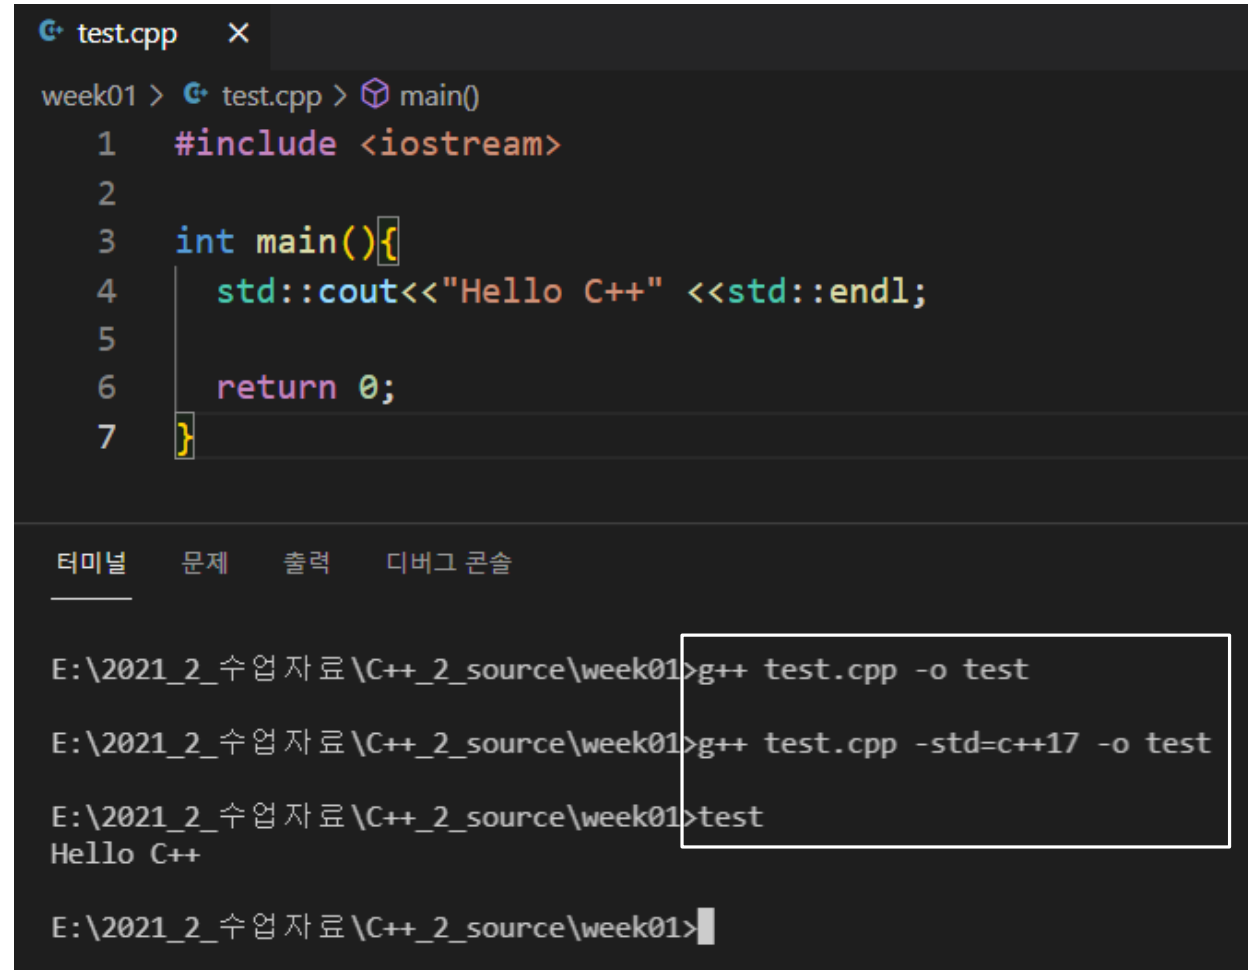 test.cpp
week01 > test.cpp > main()
1 #include <iostream>
2
3 int main(){
4 std::cout<<"Hello C++" <<std::endl;
5
6 return 0;
7 }
터미널 문제 출력 디버그 콘솔
E:\2021_2_수업자료\C++_2_source\week01>g++ test.cpp -o test
E:\2021_2_수업자료\C++_2_source\week01>g++ test.cpp -std=c++17 -o test
E:\2021_2_수업자료\C++_2_source\week01>test
Hello C++
E:\2021_2_수업자료\C++_2_source\week01>